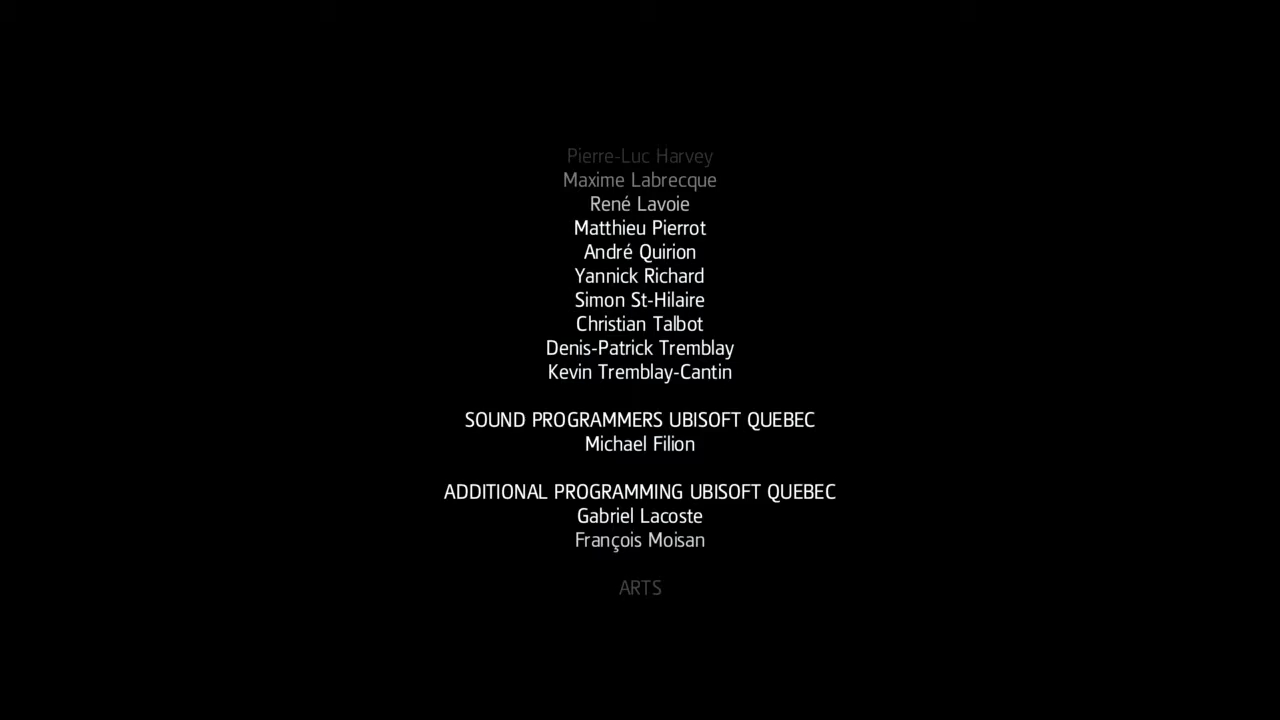 Pierre-Luc Harvey
Maxime Labrecque
René Lavoie
Matthieu Pierrot
André Quirion
Yannick Richard
Simon St-Hilaire
Christian Talbot
Denis-Patrick Tremblay
Kevin Tremblay-Cantin
SOUND PROGRAMMERS UBISOFT QUEBEC
Michael Filion
ADDITIONAL PROGRAMMING UBISOFT QUEBEC
Gabriel Lacoste
François Moisan
ARTS